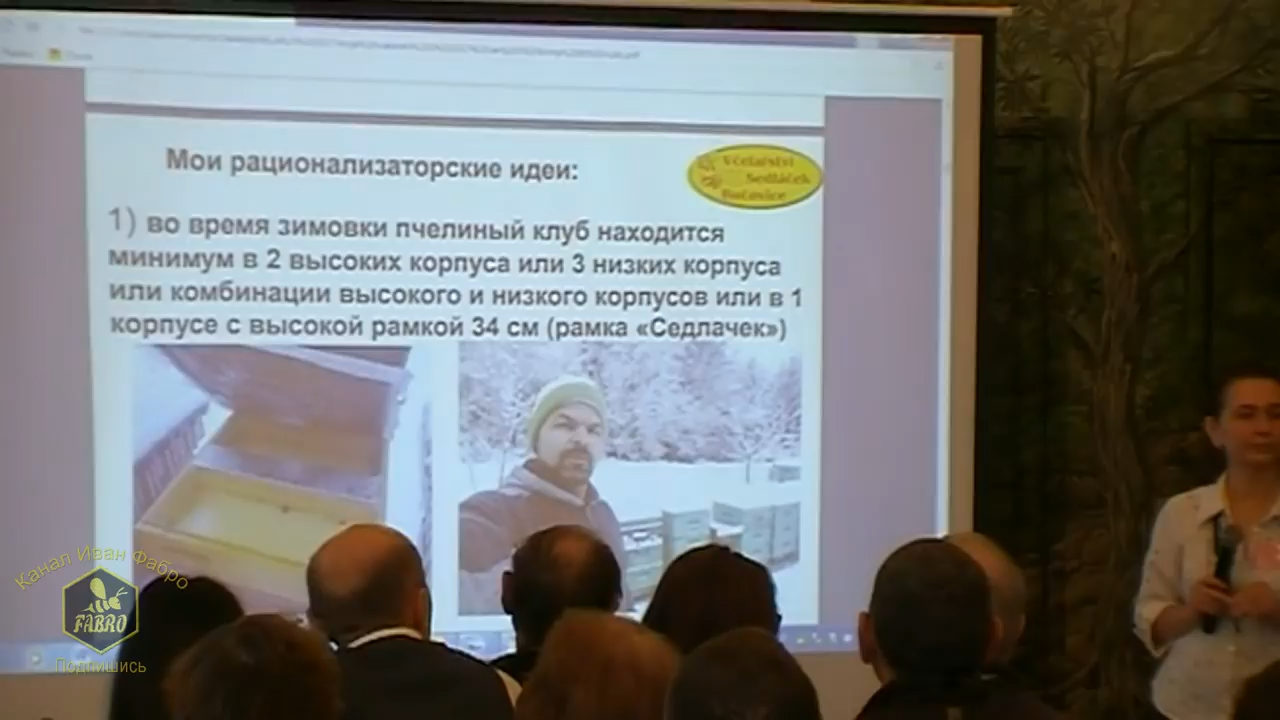 Мои рационализаторские идеи:
Včelařství
Sedláček
Bučovice
1) во время зимовки пчелиный клуб находится
минимум в 2 высоких корпуса или 3 низких корпуса
или комбинации высокого и низкого корпусов или в 1
корпусе с высокой рамкой 34 см (рамка «Седлачек»)
Канал Иван Фабро
FABRO
Подпишись